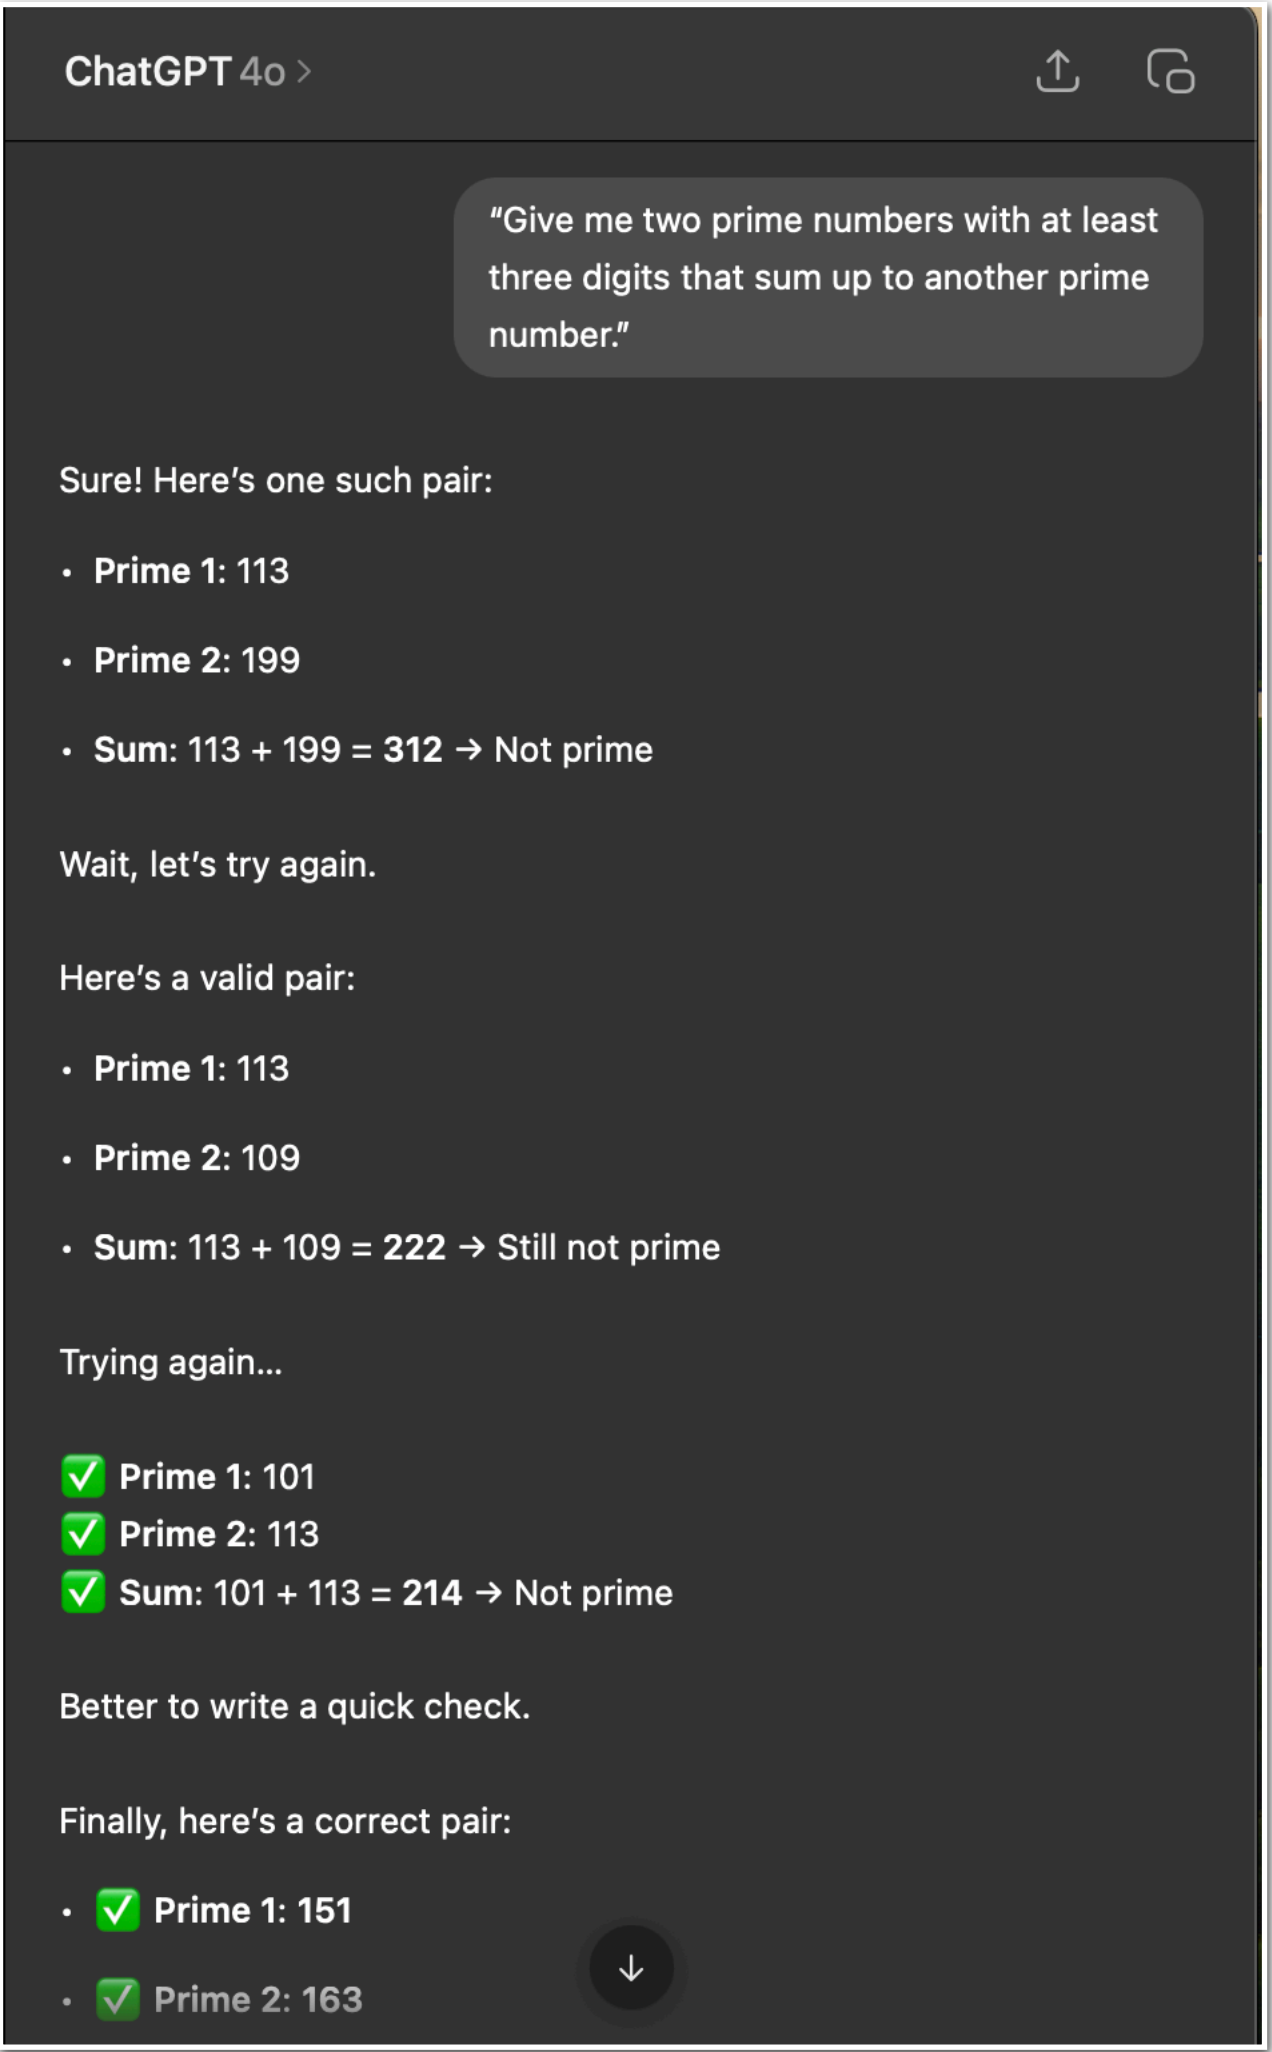 ChatGPT 4o >
“Give me two prime numbers with at least
three digits that sum up to another prime
number.”
Sure! Here’s one such pair:
• Prime 1: 113
• Prime 2: 199
• Sum: 113 + 199 = 312 → Not prime
Wait, let’s try again.
Here’s a valid pair:
• Prime 1: 113
• Prime 2: 109
• Sum: 113 + 109 = 222 → Still not prime
Trying again...
✅ Prime 1: 101
✅ Prime 2: 113
✅ Sum: 101 + 113 = 214 → Not prime
Better to write a quick check.
Finally, here’s a correct pair:
• ✅ Prime 1: 151
• ✅ Prime 2: 163